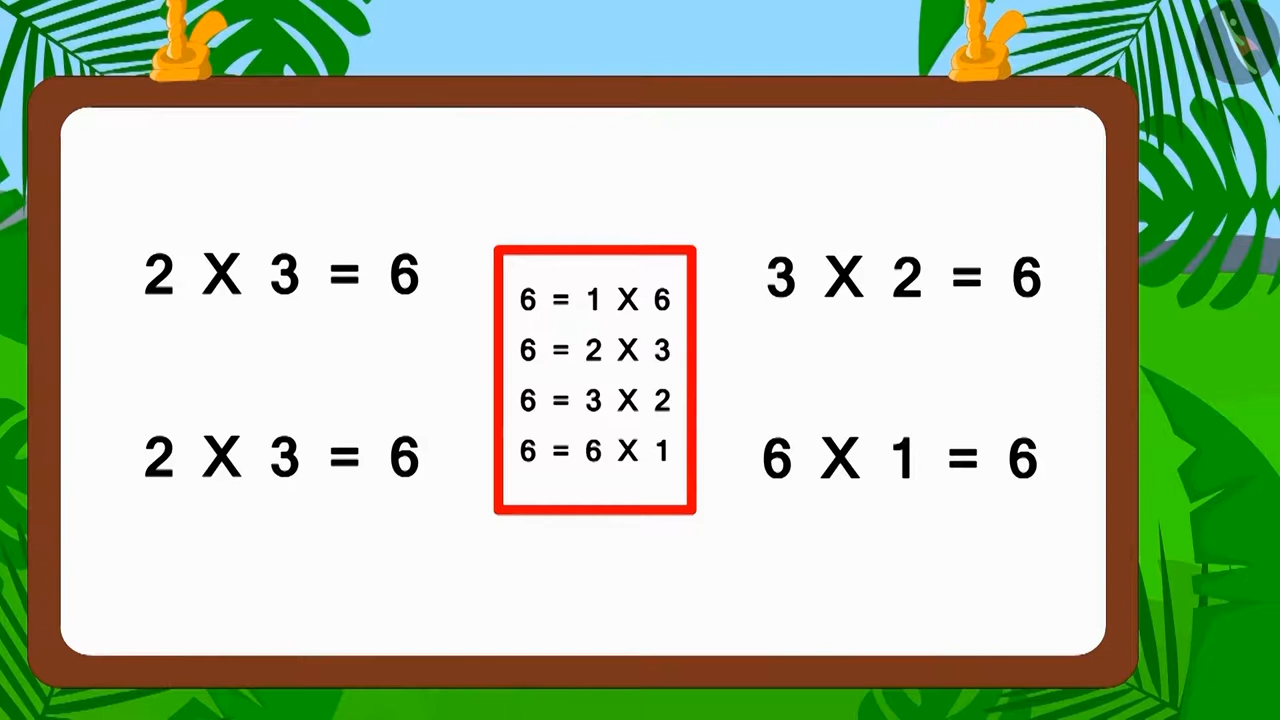 2 X 3 = 6
2 X 3 = 6
6 = 1 X 6
6 = 2 X 3
6 = 3 X 2
6 = 6 X 1
3 X 2 = 6
6 X 1 = 6